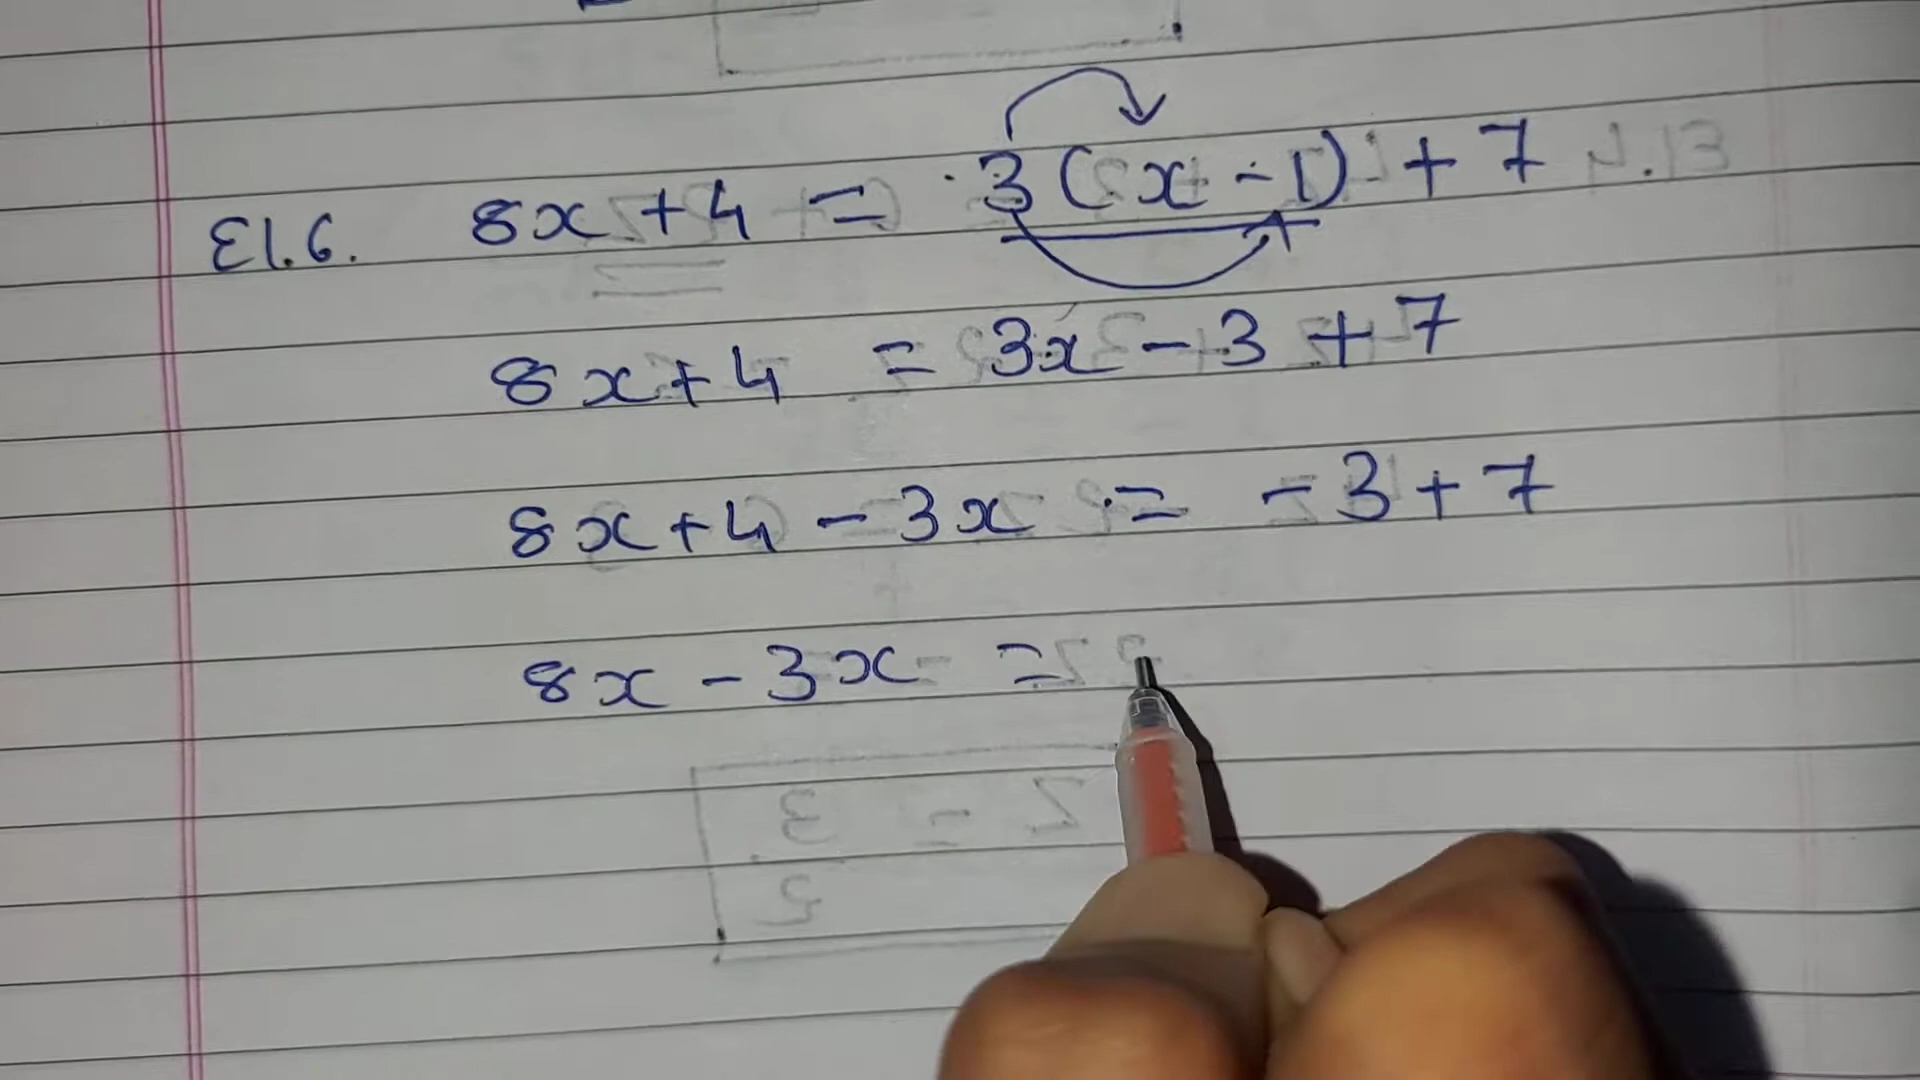 E1.6. 8x + 4 = 3 (x - 1) + 7
8x + 4 = 3x - 3 + 7
8x + 4 - 3x = - 3 + 7
8x - 3x =